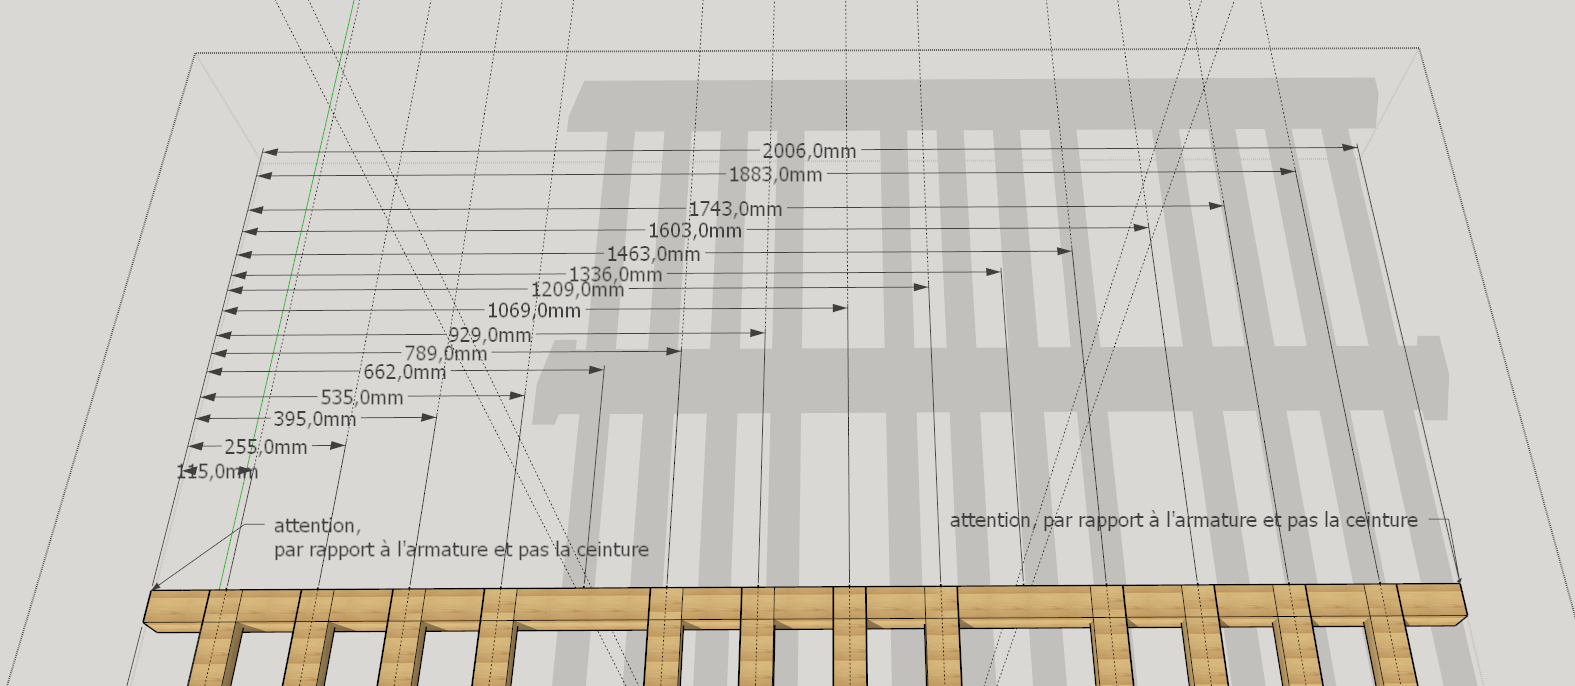 2006,0mm
1883,0mm
1743,0mm
1603,0mm
1463,0mm
1336,0mm
1209,0mm
1069,0mm
929,0mm
789,0mm
662,0mm
535,0mm
395,0mm
255,0mm
115,0mm
attention,
par rapport à l'armature et pas la ceinture
attention, par rapport à l'armature et pas la ceinture